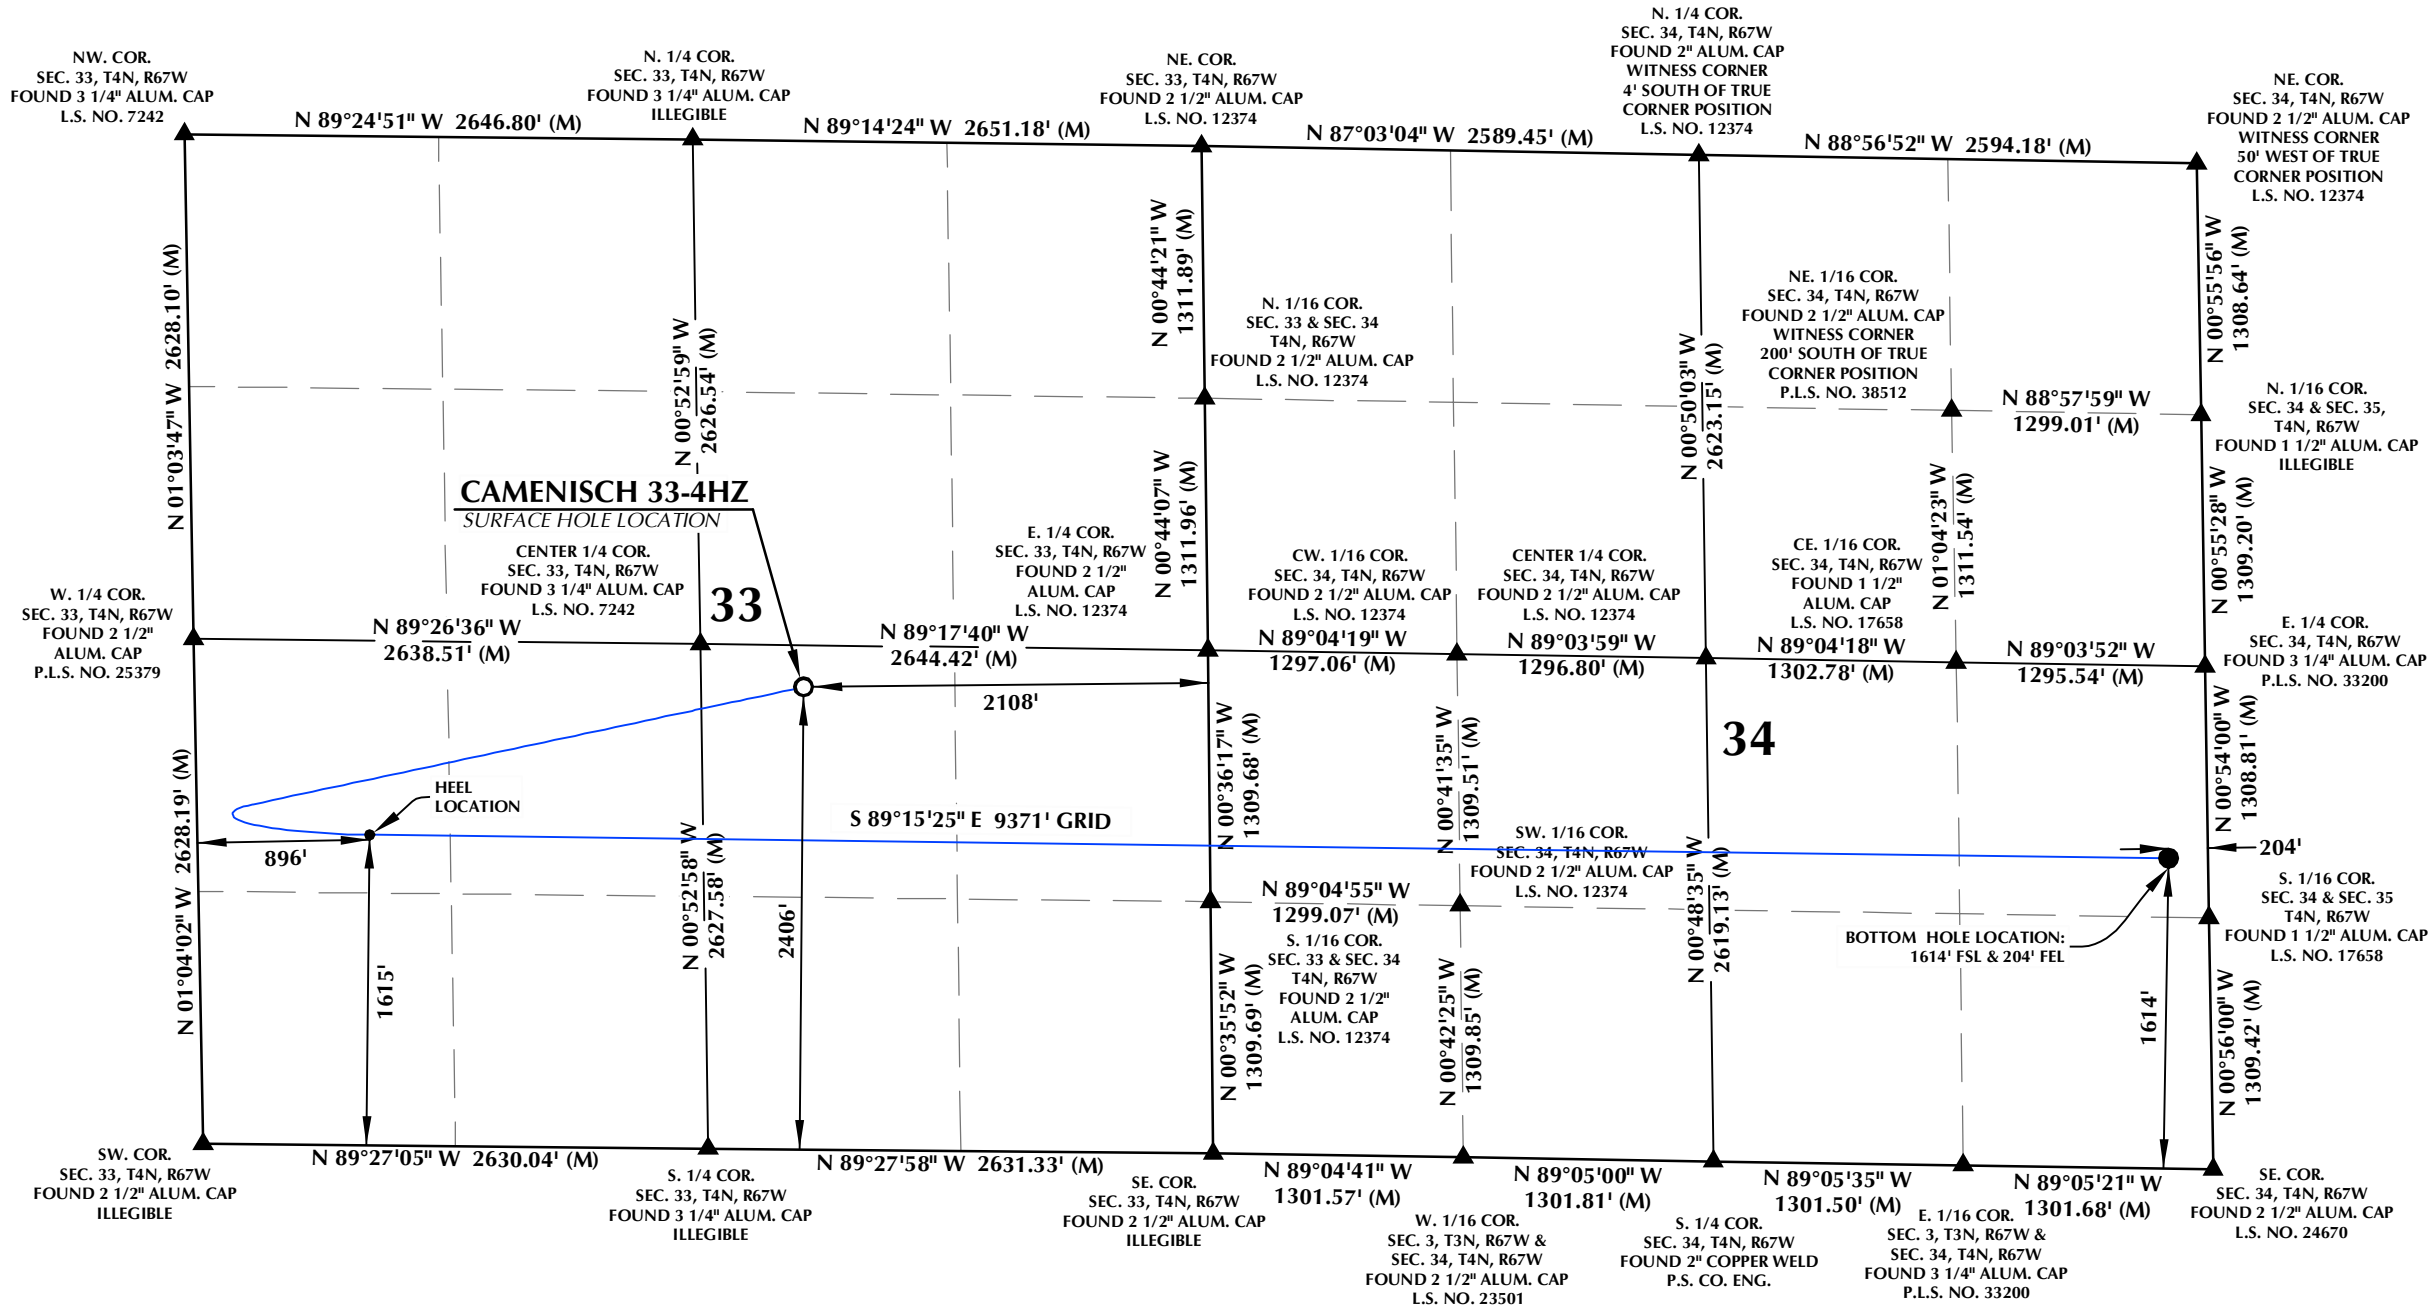 NW. COR.
SEC. 33, T4N, R67W
FOUND 3 1/4" ALUM. CAP
L.S. NO. 7242
N. 1/4 COR.
SEC. 33, T4N, R67W
FOUND 3 1/4" ALUM. CAP
ILLEGIBLE
NE. COR.
SEC. 33, T4N, R67W
FOUND 2 1/2" ALUM. CAP
L.S. NO. 12374
N. 1/4 COR.
SEC. 34, T4N, R67W
FOUND 2" ALUM. CAP
WITNESS CORNER
4' SOUTH OF TRUE
CORNER POSITION
L.S. NO. 12374
NE. COR.
SEC. 34, T4N, R67W
FOUND 2 1/2" ALUM. CAP
WITNESS CORNER
50' WEST OF TRUE
CORNER POSITION
L.S. NO. 12374
N 89°24'51" W 2646.80' (M)
N 89°14'24" W 2651.18' (M)
N 87°03'04" W 2589.45' (M)
N 88°56'52" W 2594.18' (M)
N 01°03'47" W 2628.10' (M)
N 00°52'59" W
2626.54' (M)
N 00°44'21" W
1311.89' (M)
N 00°50'03" W
2623.15' (M)
N 00°55'56" W
1308.64' (M)
N. 1/16 COR.
SEC. 33 & SEC. 34
T4N, R67W
FOUND 2 1/2" ALUM. CAP
L.S. NO. 12374
NE. 1/16 COR.
SEC. 34, T4N, R67W
FOUND 2 1/2" ALUM. CAP
WITNESS CORNER
200' SOUTH OF TRUE
CORNER POSITION
P.L.S. NO. 38512
N 88°57'59" W
1299.01' (M)
N. 1/16 COR.
SEC. 34 & SEC. 35,
T4N, R67W
FOUND 1 1/2" ALUM. CAP
ILLEGIBLE
CAMENISCH 33-4HZ
SURFACE HOLE LOCATION
N 00°44'07" W
1311.96' (M)
N 01°04'23" W
1311.54' (M)
N 00°55'28" W
1309.20' (M)
W. 1/4 COR.
SEC. 33, T4N, R67W
FOUND 2 1/2"
ALUM. CAP
P.L.S. NO. 25379
CENTER 1/4 COR.
SEC. 33, T4N, R67W
FOUND 3 1/4" ALUM. CAP
L.S. NO. 7242
33
E. 1/4 COR.
SEC. 33, T4N, R67W
FOUND 2 1/2"
ALUM. CAP
L.S. NO. 12374
CW. 1/16 COR.
SEC. 34, T4N, R67W
FOUND 2 1/2" ALUM. CAP
L.S. NO. 12374
CENTER 1/4 COR.
SEC. 34, T4N, R67W
FOUND 2 1/2" ALUM. CAP
L.S. NO. 12374
CE. 1/16 COR.
SEC. 34, T4N, R67W
FOUND 1 1/2"
ALUM. CAP
L.S. NO. 17658
E. 1/4 COR.
SEC. 34, T4N, R67W
FOUND 3 1/4" ALUM. CAP
P.L.S. NO. 33200
N 89°26'36" W
2638.51' (M)
N 89°17'40" W
2644.42' (M)
N 89°04'19" W
1297.06' (M)
N 89°03'59" W
1296.80' (M)
N 89°04'18" W
1302.78' (M)
N 89°03'52" W
1295.54' (M)
2108'
34
N 01°04'02" W 2628.19' (M)
N 00°52'58" W
2627.58' (M)
N 00°36'17" W
1309.68' (M)
N 00°41'35" W
1309.51' (M)
N 00°48'35" W
2619.13' (M)
N 00°54'00" W
1308.81' (M)
HEEL
LOCATION
896'
S 89°15'25" E 9371' GRID
204'
SW. 1/16 COR.
SEC. 34, T4N, R67W
FOUND 2 1/2" ALUM. CAP
L.S. NO. 12374
N 89°04'55" W
1299.07' (M)
S. 1/16 COR.
SEC. 34 & SEC. 35
T4N, R67W
FOUND 1 1/2" ALUM. CAP
L.S. NO. 17658
1615'
2406'
S. 1/16 COR.
SEC. 33 & SEC. 34
T4N, R67W
FOUND 2 1/2"
ALUM. CAP
L.S. NO. 12374
BOTTOM HOLE LOCATION:
1614' FSL & 204' FEL
N 00°35'52" W
1309.69' (M)
N 00°42'25" W
1309.85' (M)
1614'
N 00°56'00" W
1309.42' (M)
SW. COR.
SEC. 33, T4N, R67W
FOUND 2 1/2" ALUM. CAP
ILLEGIBLE
N 89°27'05" W 2630.04' (M)
S. 1/4 COR.
SEC. 33, T4N, R67W
FOUND 3 1/4" ALUM. CAP
ILLEGIBLE
N 89°27'58" W 2631.33' (M)
SE. COR.
SEC. 33, T4N, R67W
FOUND 2 1/2" ALUM. CAP
ILLEGIBLE
N 89°04'41" W
1301.57' (M)
N 89°05'00" W
1301.81' (M)
N 89°05'35" W
1301.50' (M)
N 89°05'21" W
1301.68' (M)
W. 1/16 COR.
SEC. 3, T3N, R67W &
SEC. 34, T4N, R67W
FOUND 2 1/2" ALUM. CAP
L.S. NO. 23501
S. 1/4 COR.
SEC. 34, T4N, R67W
FOUND 2" COPPER WELD
P.S. CO. ENG.
E. 1/16 COR.
SEC. 3, T3N, R67W &
SEC. 34, T4N, R67W
FOUND 3 1/4" ALUM. CAP
P.L.S. NO. 33200
SE. COR.
SEC. 34, T4N, R67W
FOUND 2 1/2" ALUM. CAP
L.S. NO. 24670